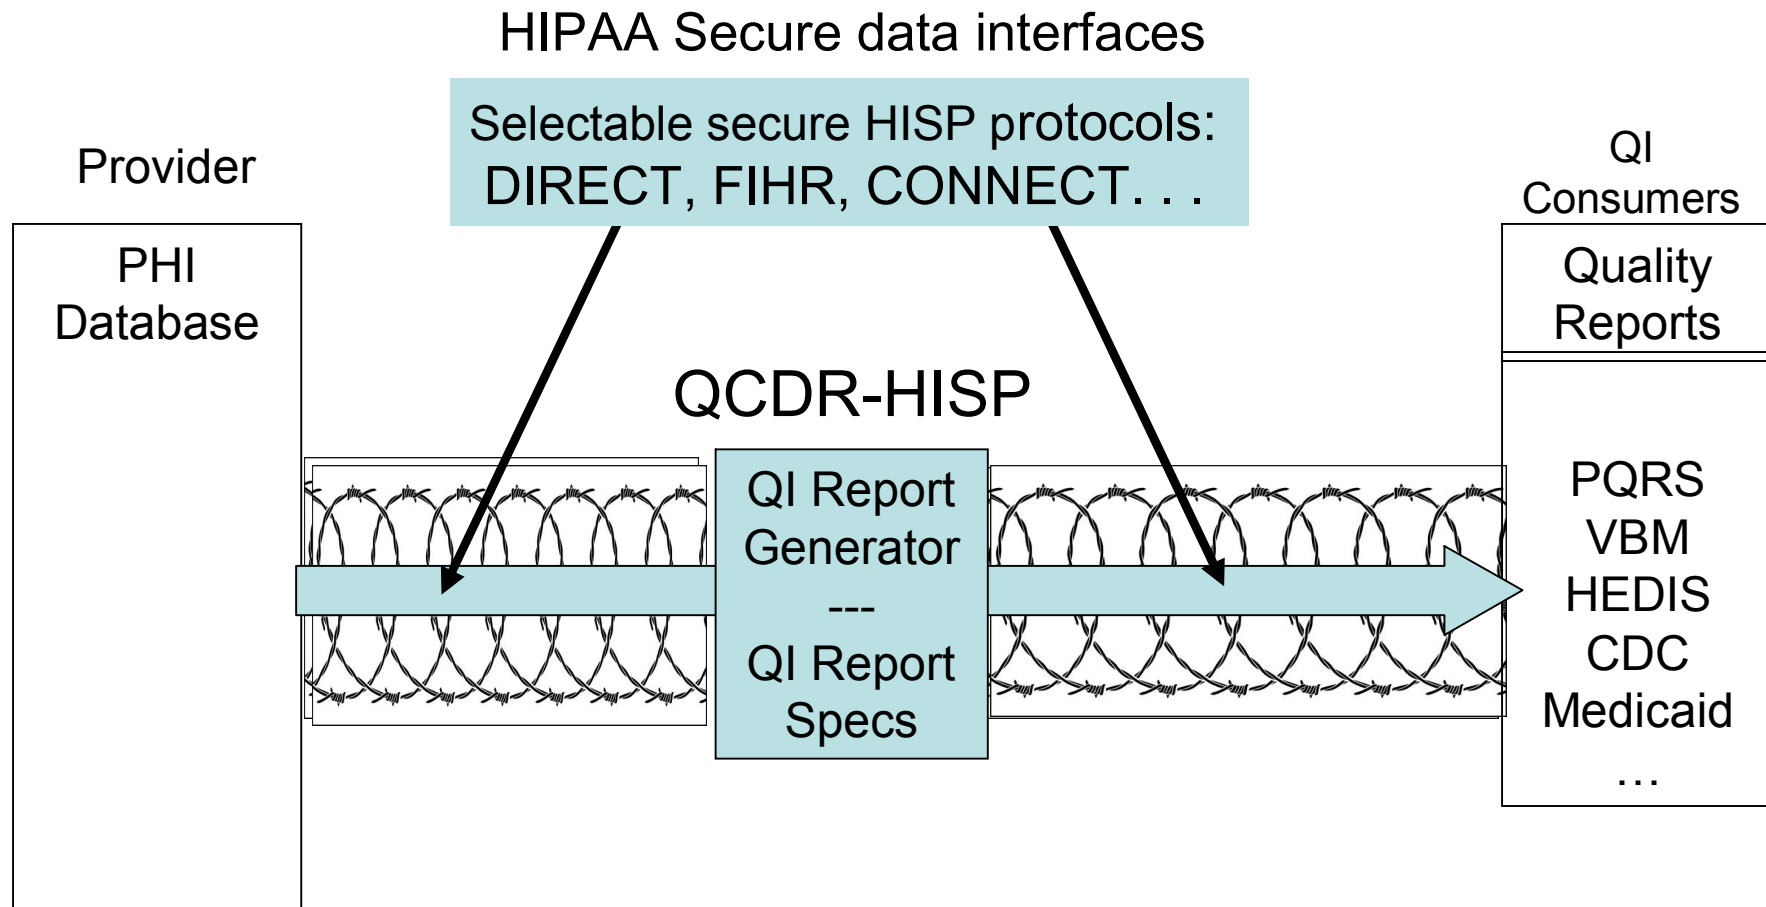 HIPAA Secure data interfaces
Selectable secure HISP protocols:
DIRECT, FIHR, CONNECT. . .
Provider
PHI
Database
QCDR-HISP
QI Report
Generator
---
QI Report
Specs
QI
Consumers
Quality
Reports
PQRS
VBM
HEDIS
CDC
Medicaid
…